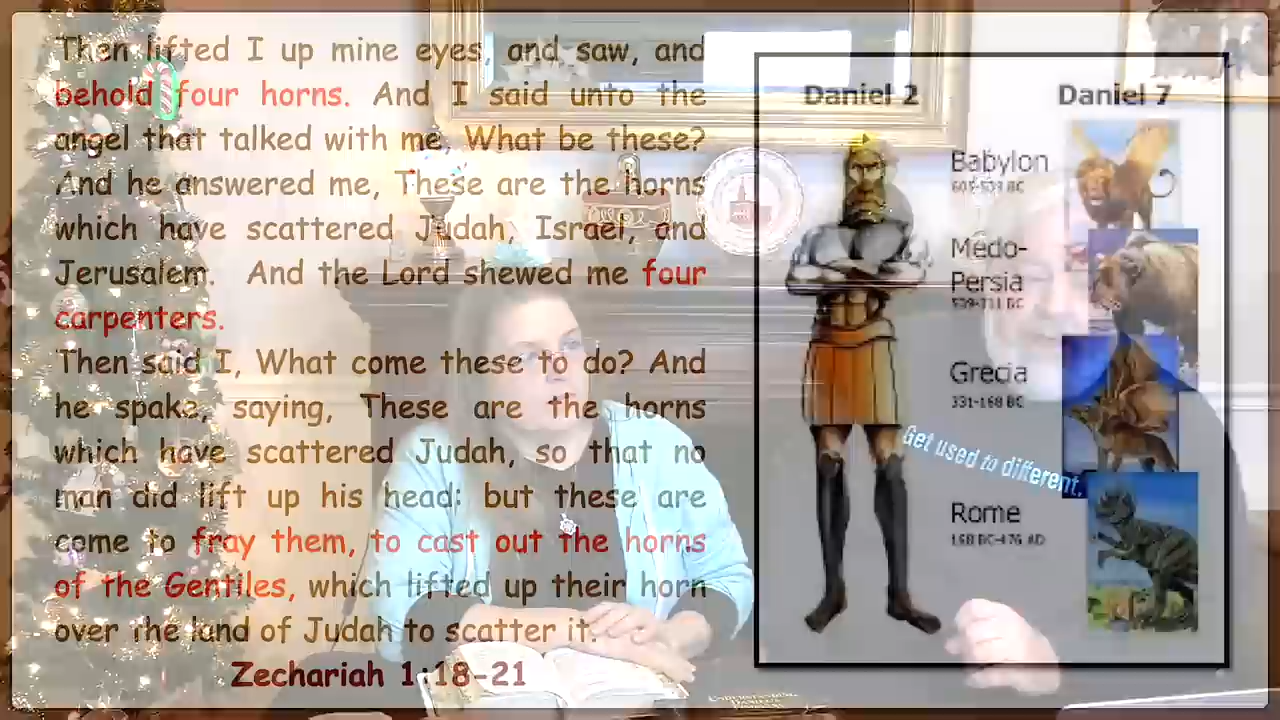 Then lifted I up mine eyes, and saw, and
behold four horns. And I said unto the
angel that talked with me, What be these?
And he answered me, These are the horns
which have scattered Judah, Israel, and
Jerusalem. And the Lord shewed me four
carpenters.
Then said I, What come these to do? And
he spake, saying, These are the horns
which have scattered Judah, so that no
man did lift up his head: but these are
come to fray them, to cast out the horns
of the Gentiles, which lifted up their horn
over the land of Judah to scatter it.
Zechariah 1:18-21
Daniel 2
Daniel 7
Babylon
605-539 BC
Medo-
Persia
539-331 BC
Grecia
331-168 BC
Get used to different.
Rome
168 BC-476 AD